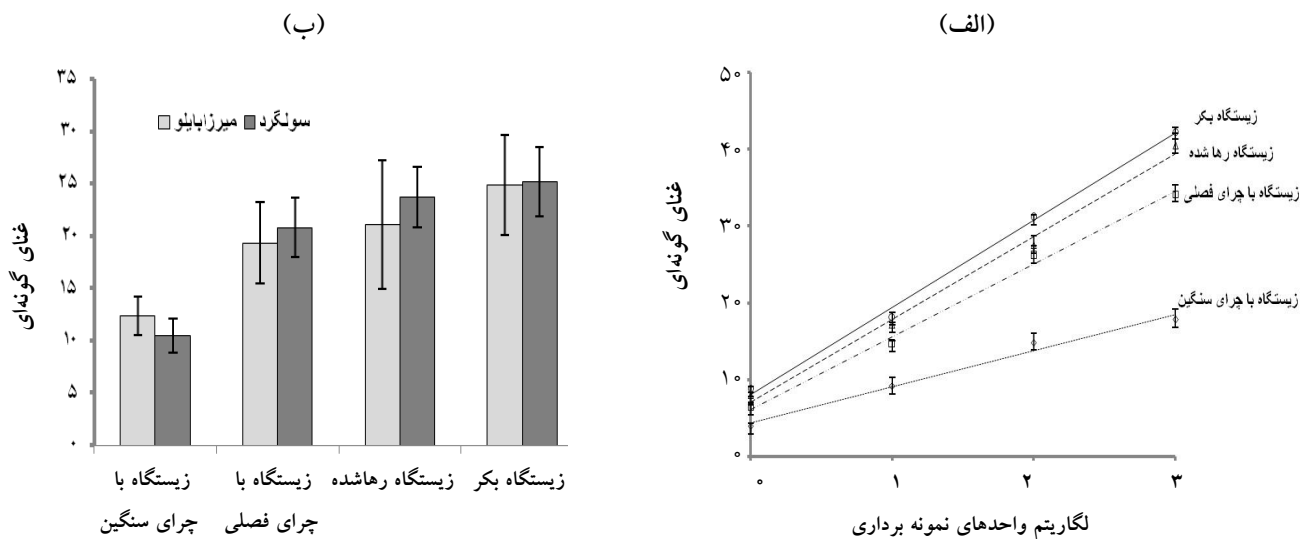 (الف)
۵۰
۴۰
۳۰
۲۰
۱۰
۰
غنای گونه‌ای
زیستگاه بکر
زیستگاه رها شده
زیستگاه با چرای فصلی
زیستگاه با چرای سنگین
۰ ۱ ۲ ۳
لگاریتم واحدهای نمونه برداری
(ب)
۳۵
۳۰
۲۵
۲۰
۱۵
۱۰
۵
۰
غنای گونه‌ای
میرزابایلو سولگرد
زیستگاه با چرای سنگین
زیستگاه با چرای فصلی
زیستگاه رهاشده
زیستگاه بکر